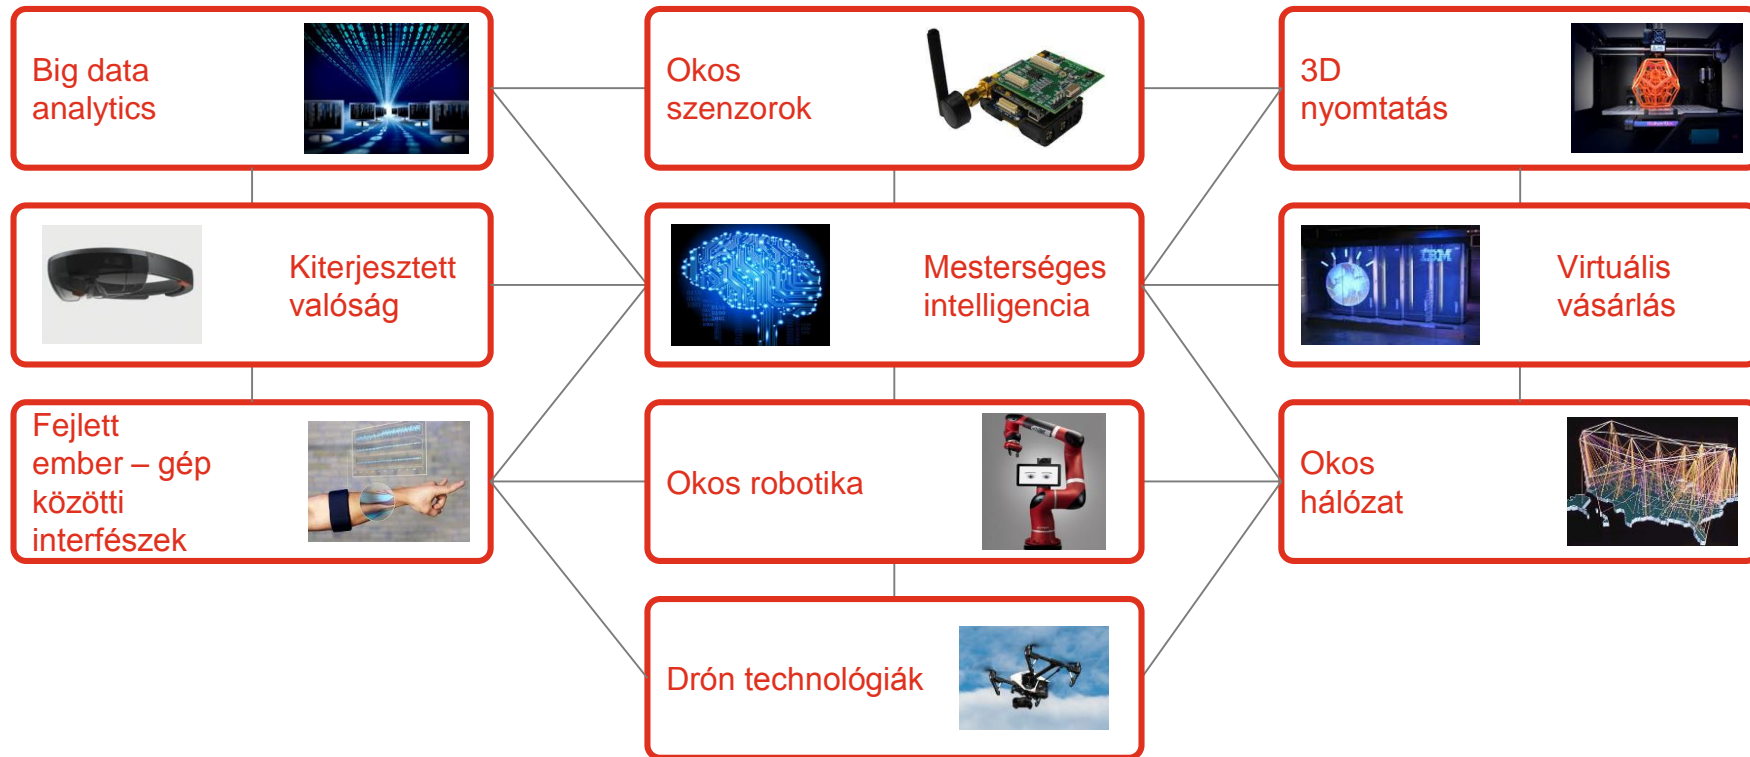 Big data
analytics
Okos
szenzorok
3D
nyomtatás
Kiterjesztett
valóság
Mesterséges
intelligencia
IBM
Virtuális
vásárlás
Fejlett
ember – gép
közötti
interfészek
Okos robotika
Okos
hálózat
Drón technológiák